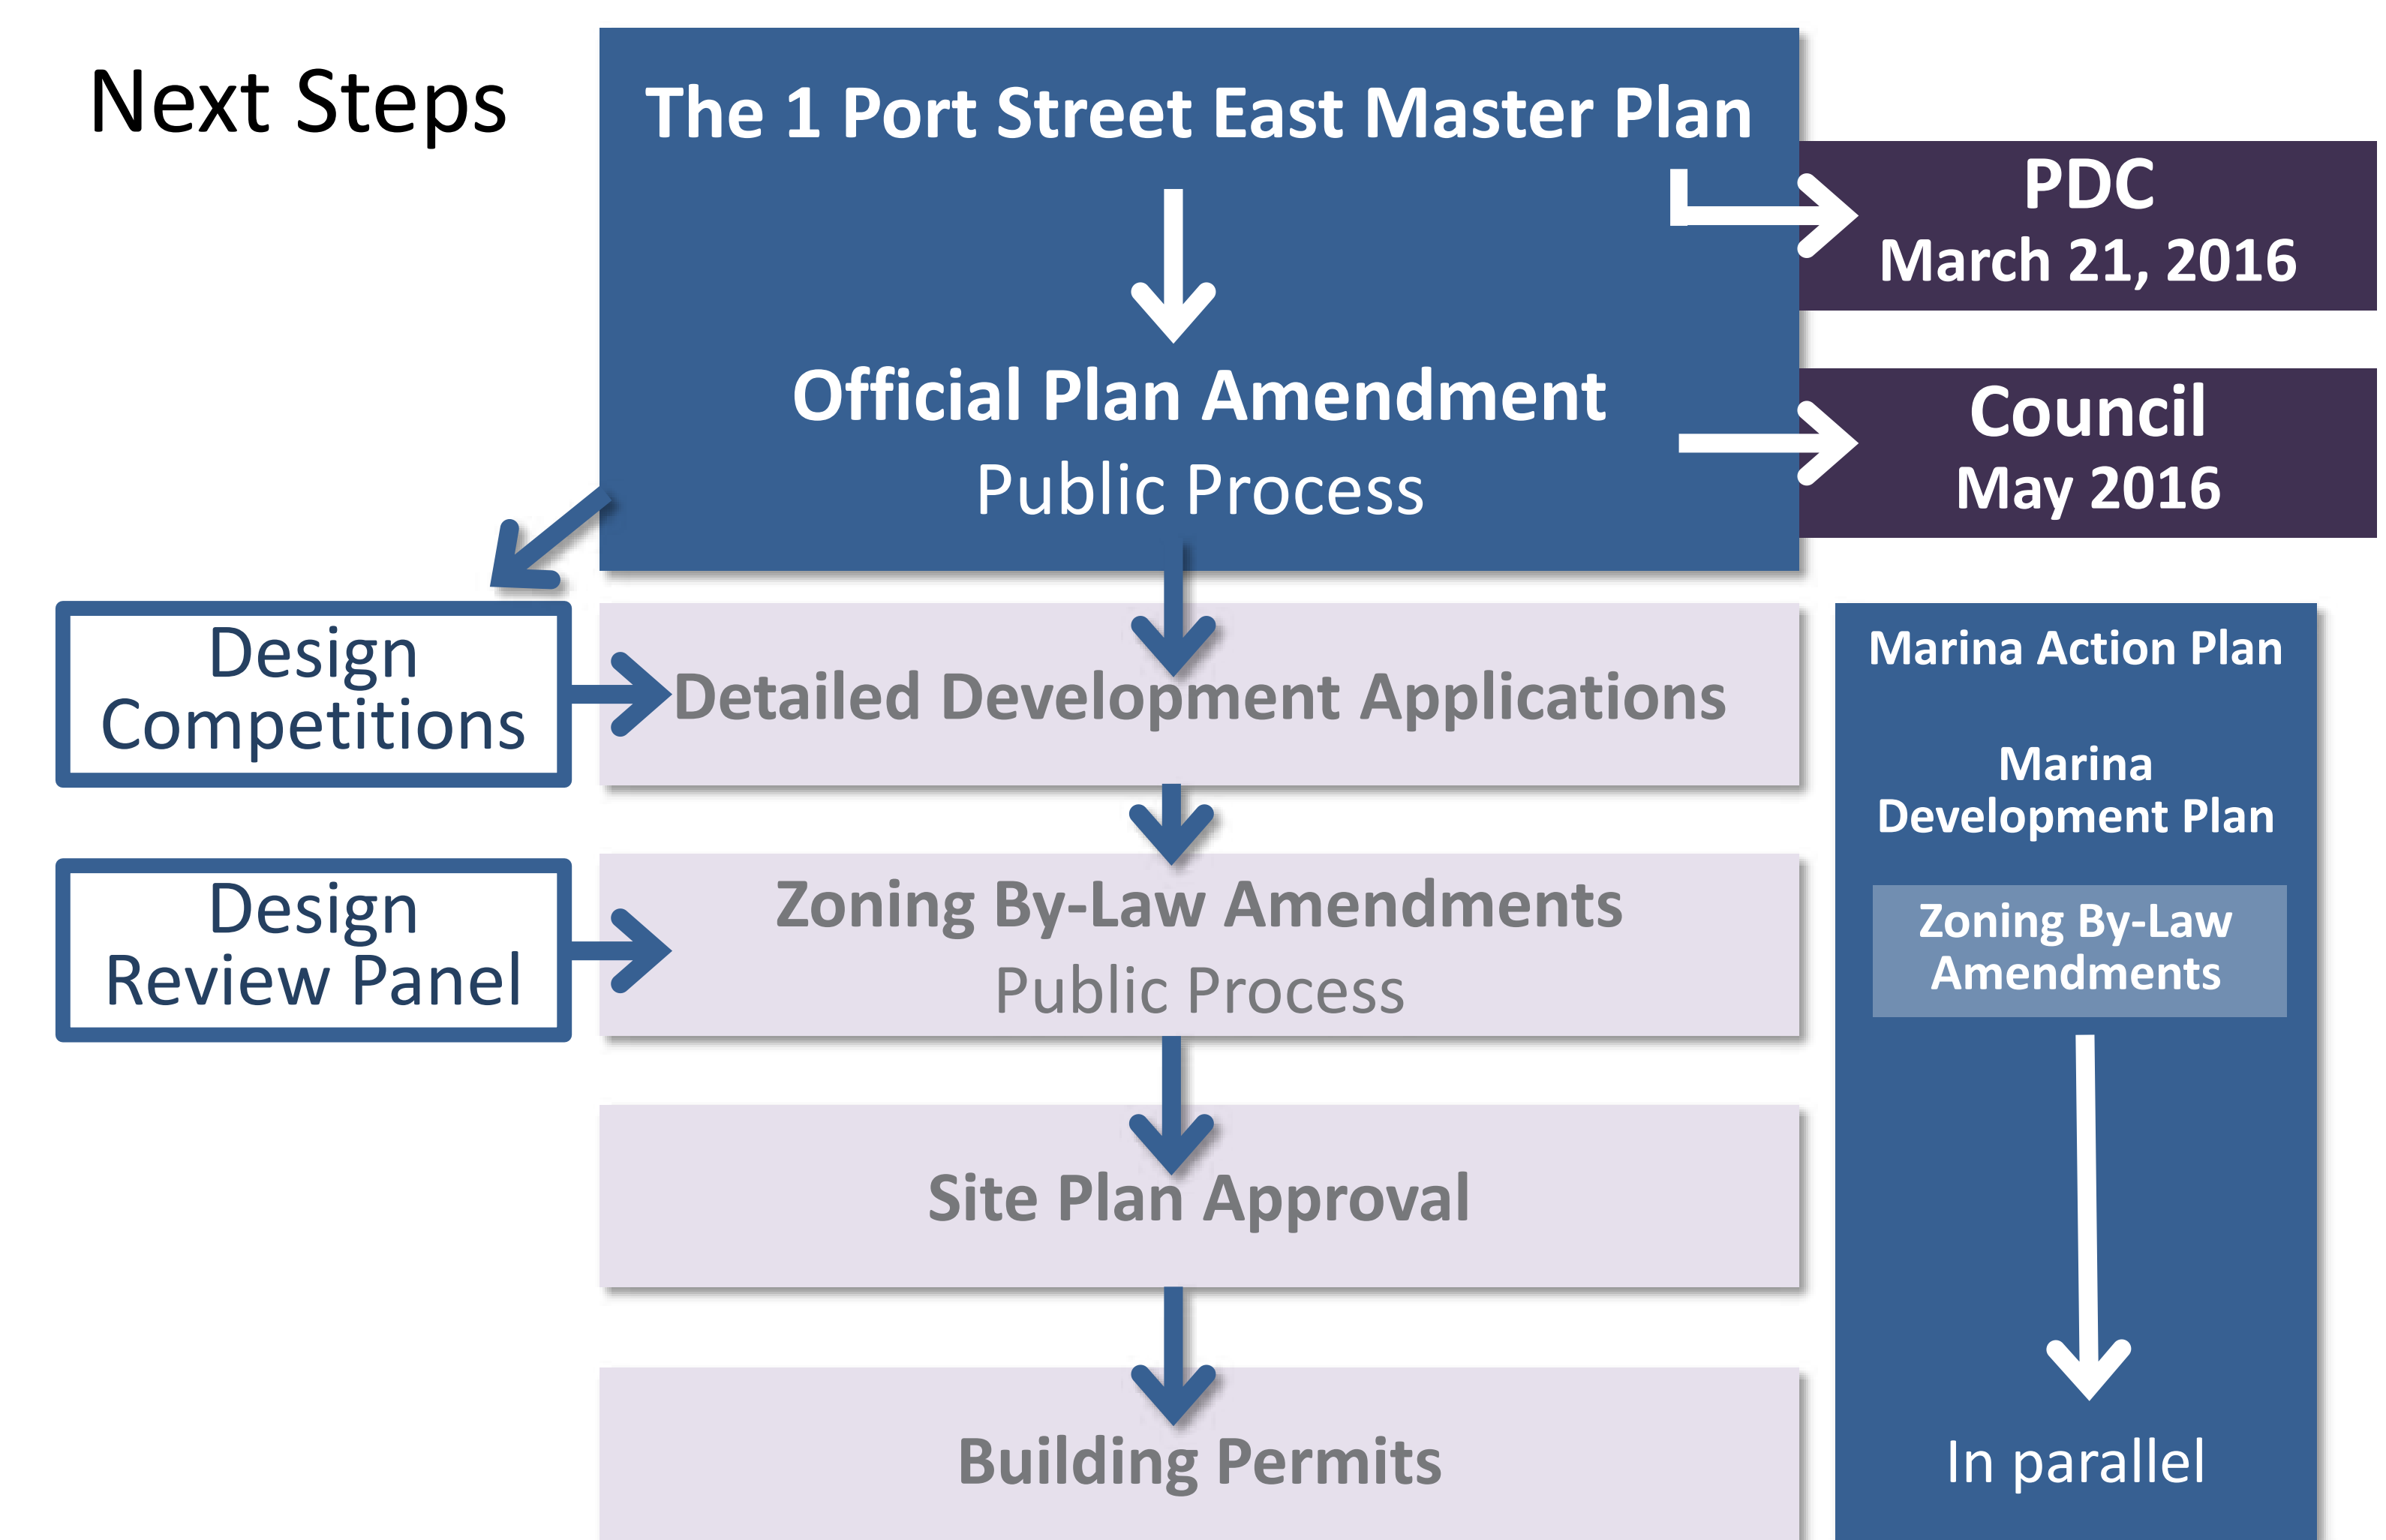 Next Steps
The 1 Port Street East Master Plan
PDC
March 21, 2016
Official Plan Amendment
Public Process
Council
May 2016
Design
Competitions
Detailed Development Applications
Design
Review Panel
Zoning By-Law Amendments
Public Process
Site Plan Approval
Building Permits
Marina Action Plan
Marina
Development Plan
Zoning By-Law
Amendments
In parallel